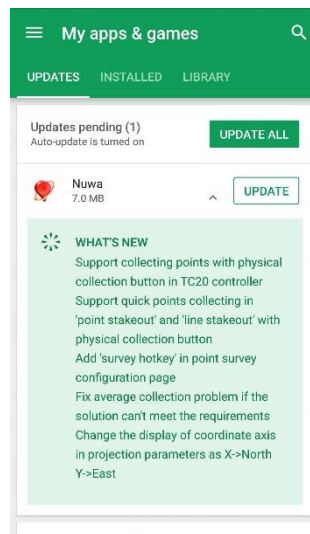 My apps & games
UPDATES INSTALLED LIBRARY
Updates pending (1)
Auto-update is turned on
UPDATE ALL
Nuwa
7.0 MB
UPDATE
WHAT'S NEW
Support collecting points with physical
collection button in TC20 controller
Support quick points collecting in
'point stakeout' and 'line stakeout' with
physical collection button
Add 'survey hotkey' in point survey
configuration page
Fix average collection problem if the
solution can't meet the requirements
Change the display of coordinate axis
in projection parameters as X->North
Y->East